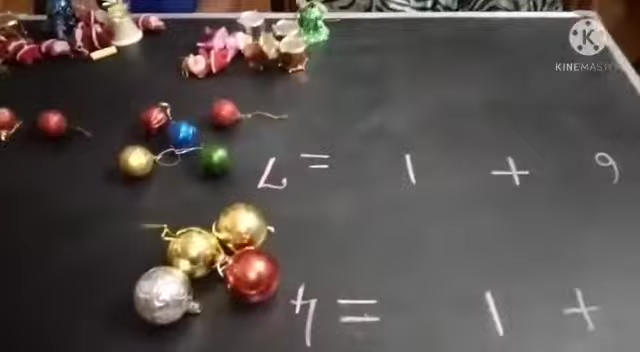 KINEMASTER
+ 1 = 4
6 + 1 = 7